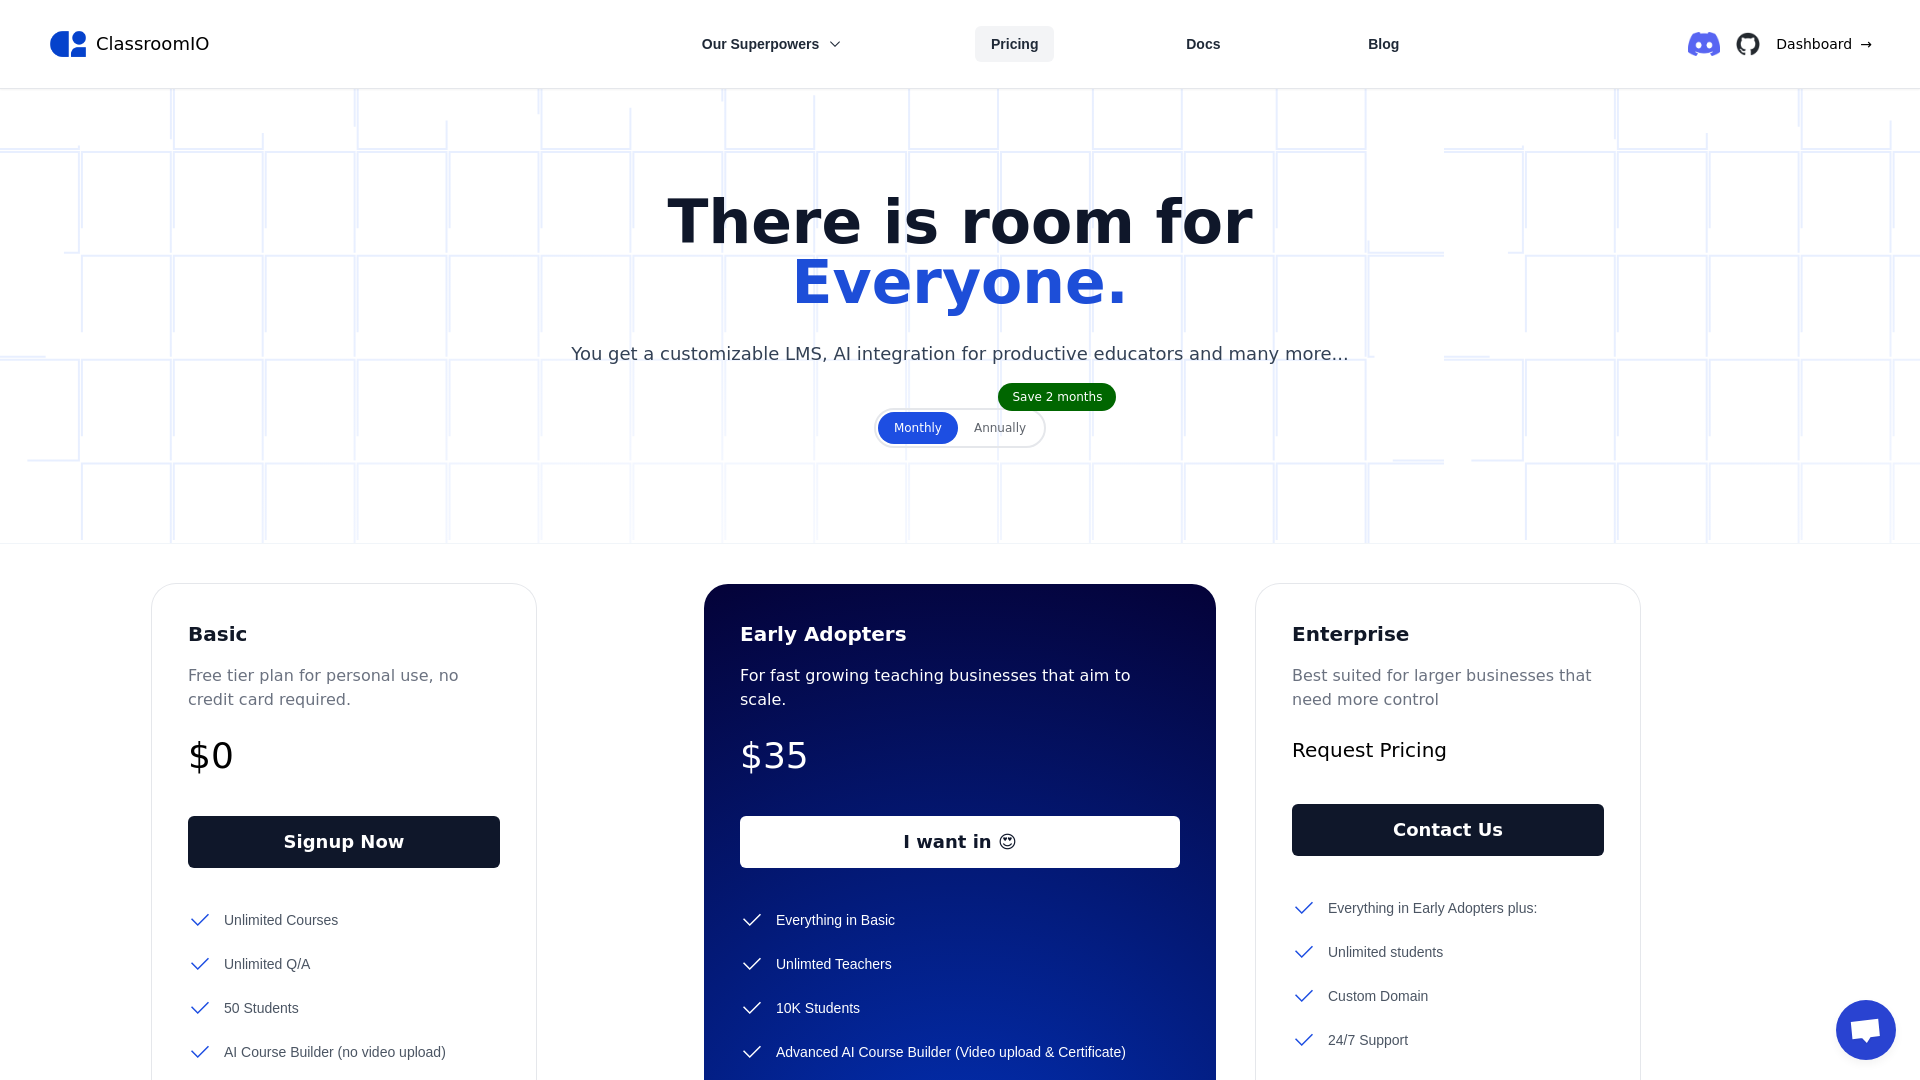 ClassroomIO
Our Superpowers
Pricing
Docs
Blog
Dashboard →
There is room for
Everyone.
You get a customizable LMS, AI integration for productive educators and many more...
Save 2 months
Monthly
Annually
Basic
Free tier plan for personal use, no
credit card required.
$0
Signup Now
Unlimited Courses
Unlimited Q/A
50 Students
AI Course Builder (no video upload)
Early Adopters
For fast growing teaching businesses that aim to
scale.
$35
I want in 😍
Everything in Basic
Unlimted Teachers
10K Students
Advanced AI Course Builder (Video upload & Certificate)
Enterprise
Best suited for larger businesses that
need more control
Request Pricing
Contact Us
Everything in Early Adopters plus:
Unlimited students
Custom Domain
24/7 Support